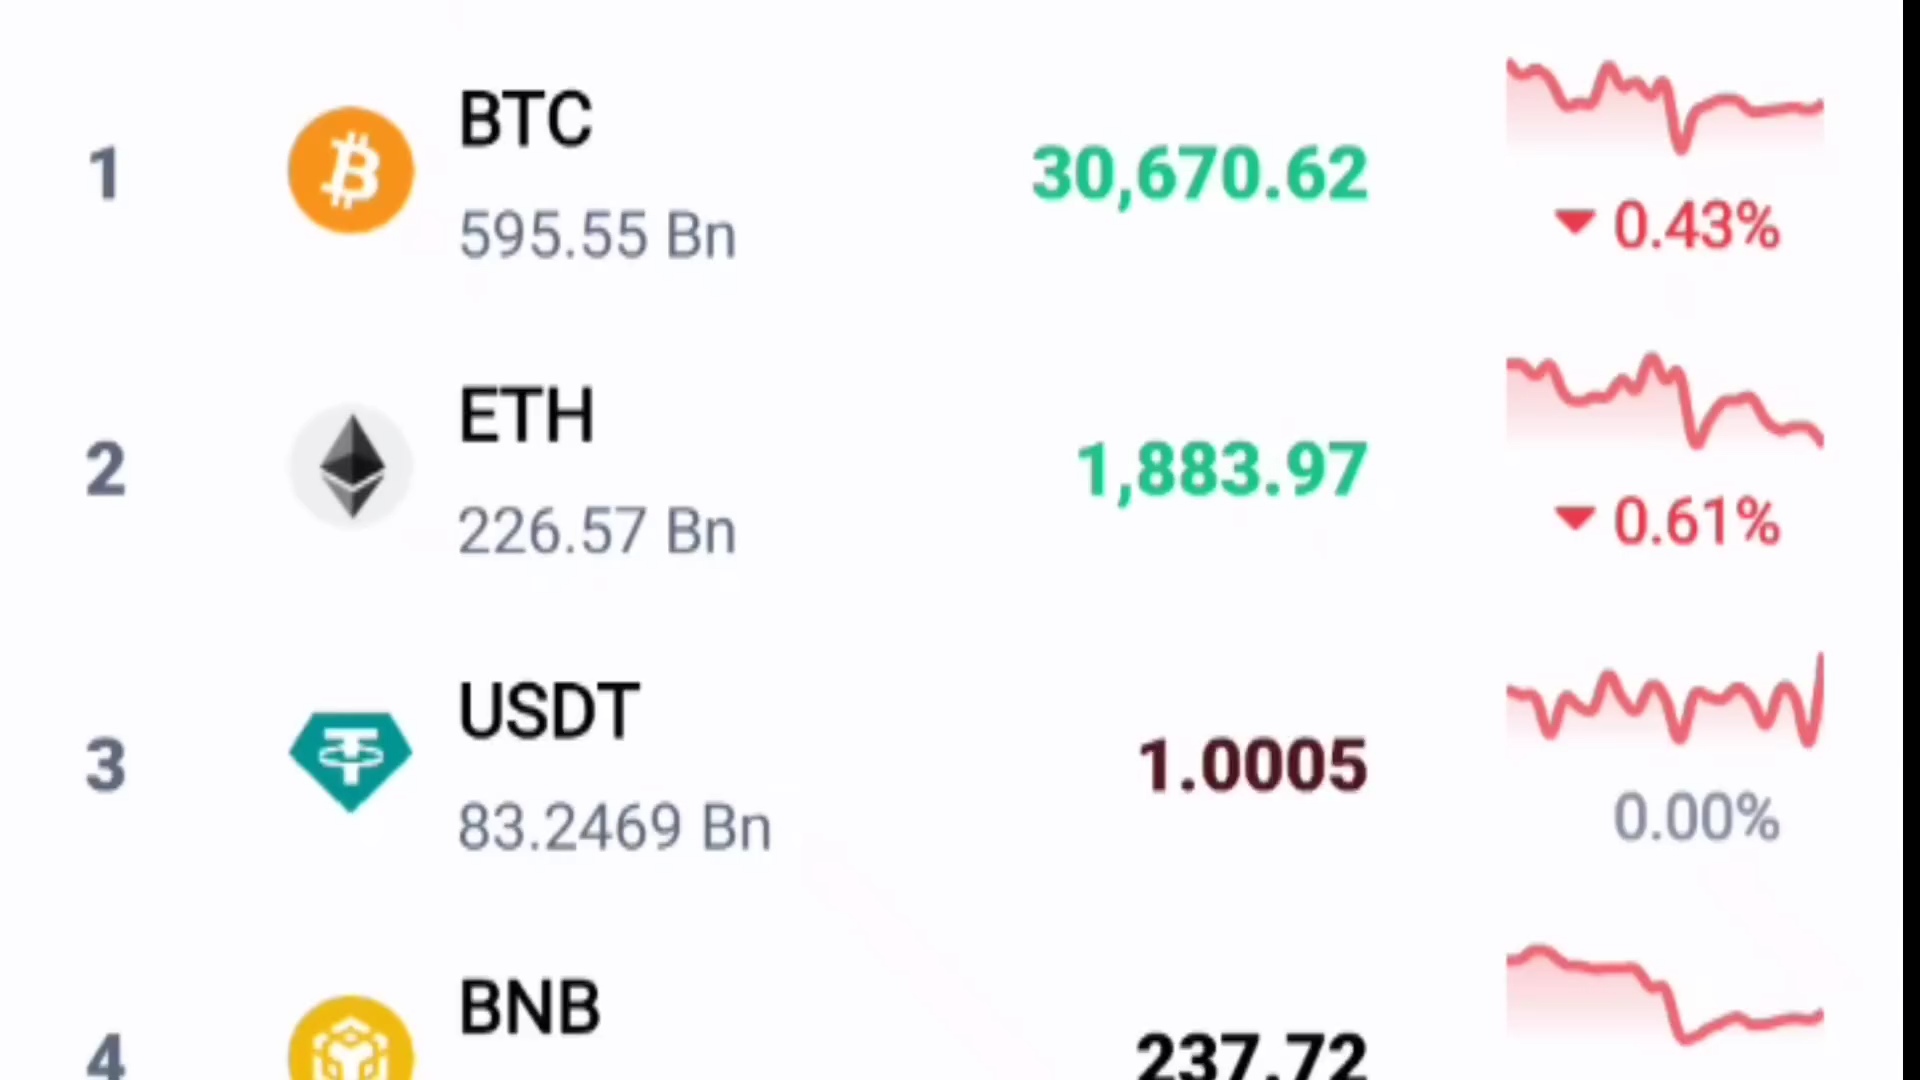 1
BTC
595.55 Bn
30,670.62
0.43%
2
ETH
226.57 Bn
1,883.97
0.61%
3
USDT
83.2469 Bn
1.0005
0.00%
4
BNB
237.72